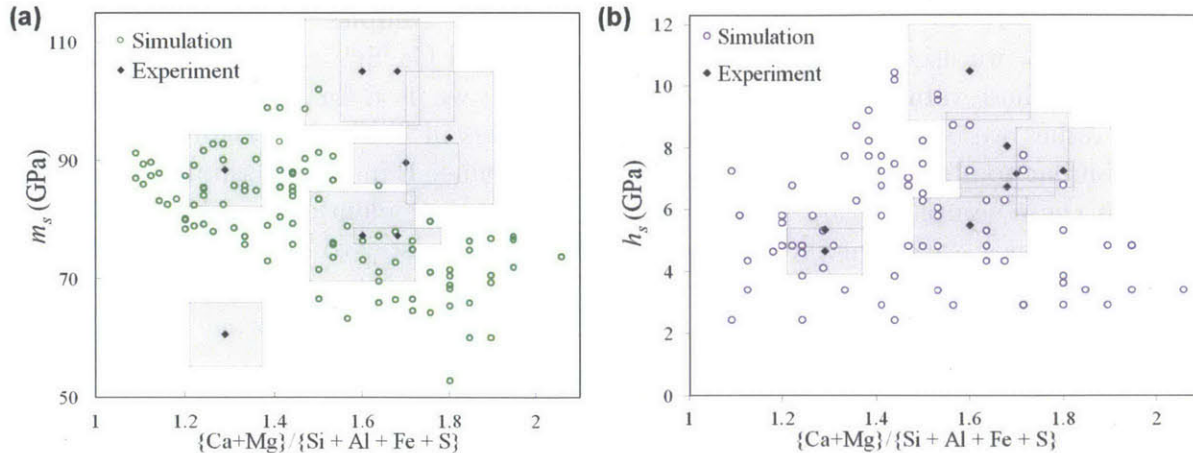 (a)
115
Simulation
Experiment
90
70
50
m_s (GPa)
1 1.2 1.4 1.6 1.8 2
{Ca+Mg}/{Si + Al + Fe + S}
(b)
12
Simulation
Experiment
10
8
6
4
2
0
h_s (GPa)
1 1.2 1.4 1.6 1.8 2
{Ca+Mg}/{Si + Al + Fe + S}